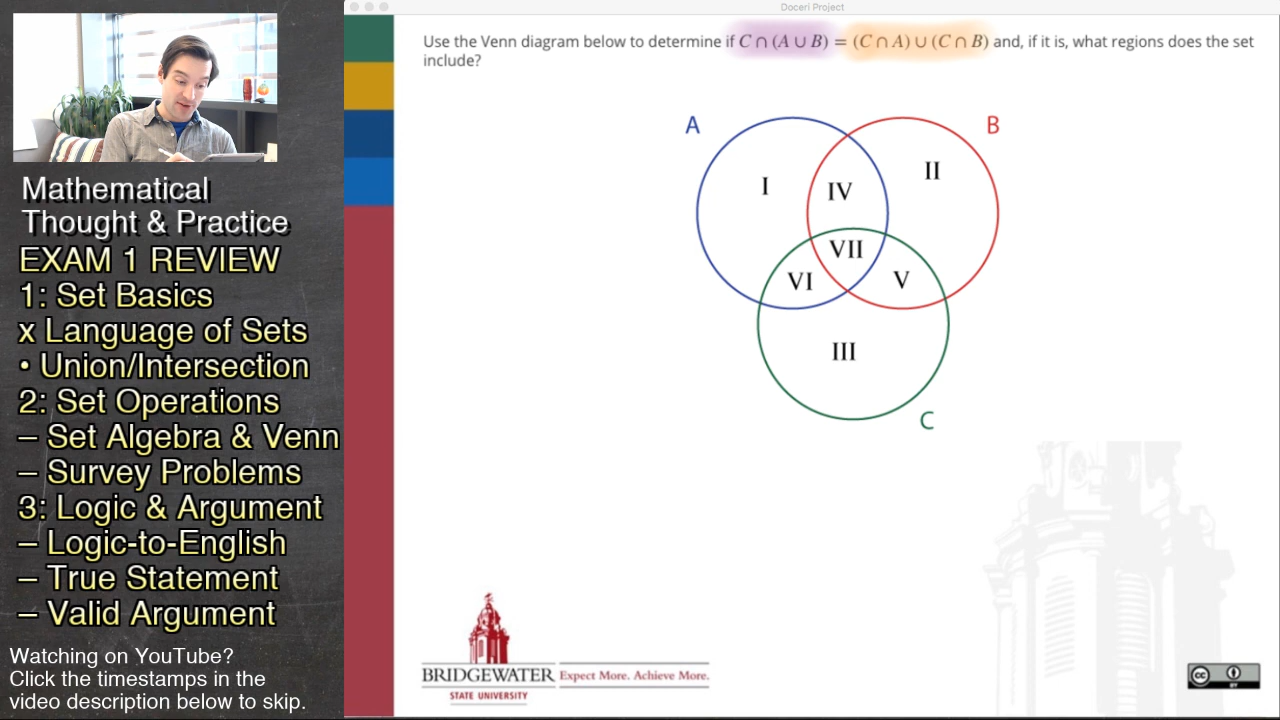 Doceri Project
Use the Venn diagram below to determine if C ∩ (A ∪ B) = (C ∩ A) ∪ (C ∩ B) and, if it is, what regions does the set
include?
A
B
I
IV
II
VII
VI
V
III
C
Mathematical
Thought & Practice
EXAM 1 REVIEW
1: Set Basics
x Language of Sets
• Union/Intersection
2: Set Operations
– Set Algebra & Venn
– Survey Problems
3: Logic & Argument
– Logic-to-English
– True Statement
– Valid Argument
Watching on YouTube?
Click the timestamps in the
video description below to skip.
BRIDGEWATER
STATE UNIVERSITY
Expect More. Achieve More.
cc
BY